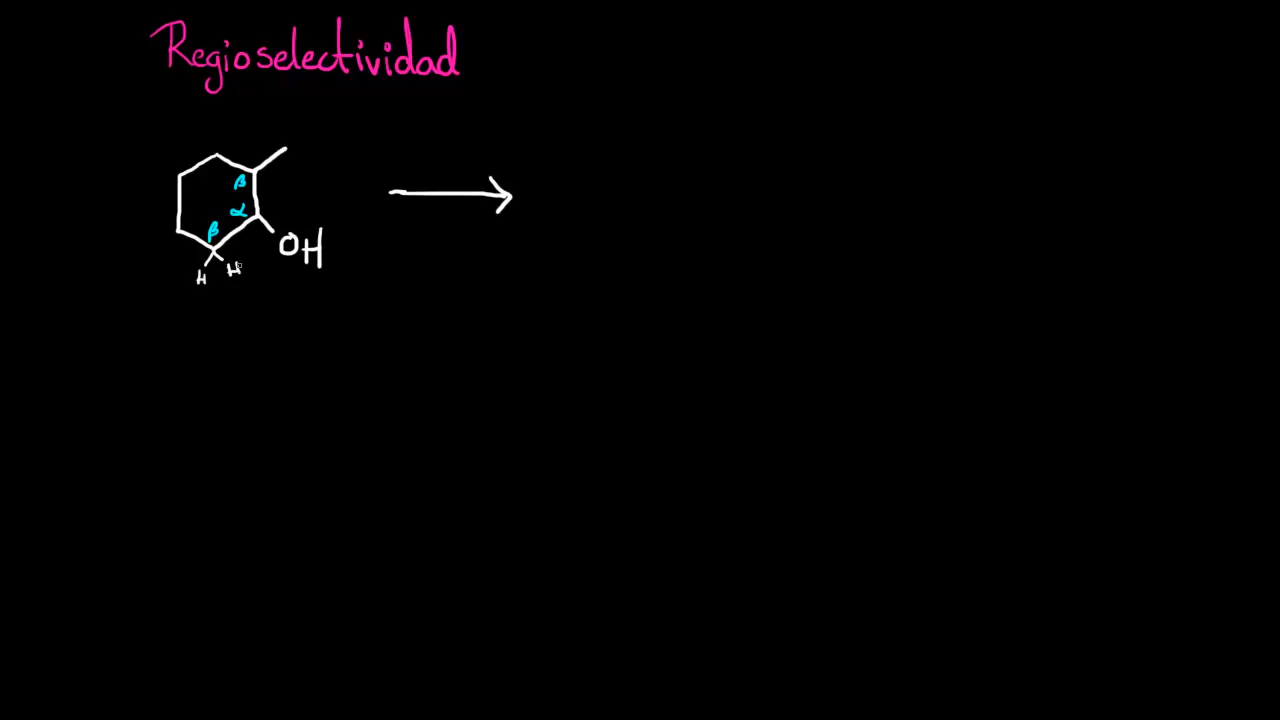 Regioselectividad
β
α
β
OH
H H